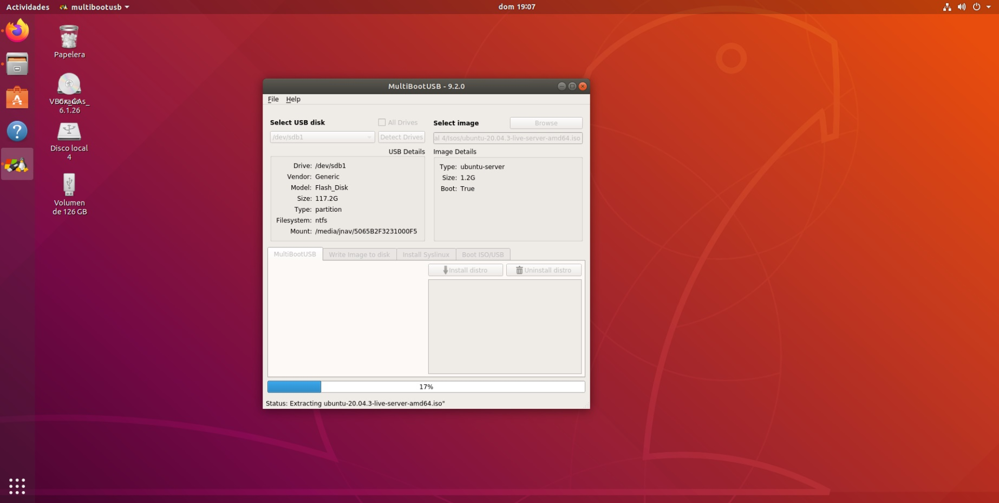 Actividades
multibootusb
dom 19:07
Papelera
VBox_GAs_
6.1.26
Disco local
4
Volumen
de 126 GB
MultiBootUSB - 9.2.0
File Help
Select USB disk
All Drives
Select image
Browse
/dev/sdb1
Detect Drives
al 4/Isos/ubuntu-20.04.3-live-server-amd64.iso
USB Details
Image Details
Drive: /dev/sdb1
Vendor: Generic
Model: Flash_Disk
Size: 117.2G
Type: partition
Filesystem: ntfs
Mount: /media/jnav/5065B2F3231000F5
Type: ubuntu-server
Size: 1.2G
Boot: True
MultiBootUSB
Write Image to disk
Install Syslinux
Boot ISO/USB
Install distro
Uninstall distro
17%
Status: Extracting ubuntu-20.04.3-live-server-amd64.iso"